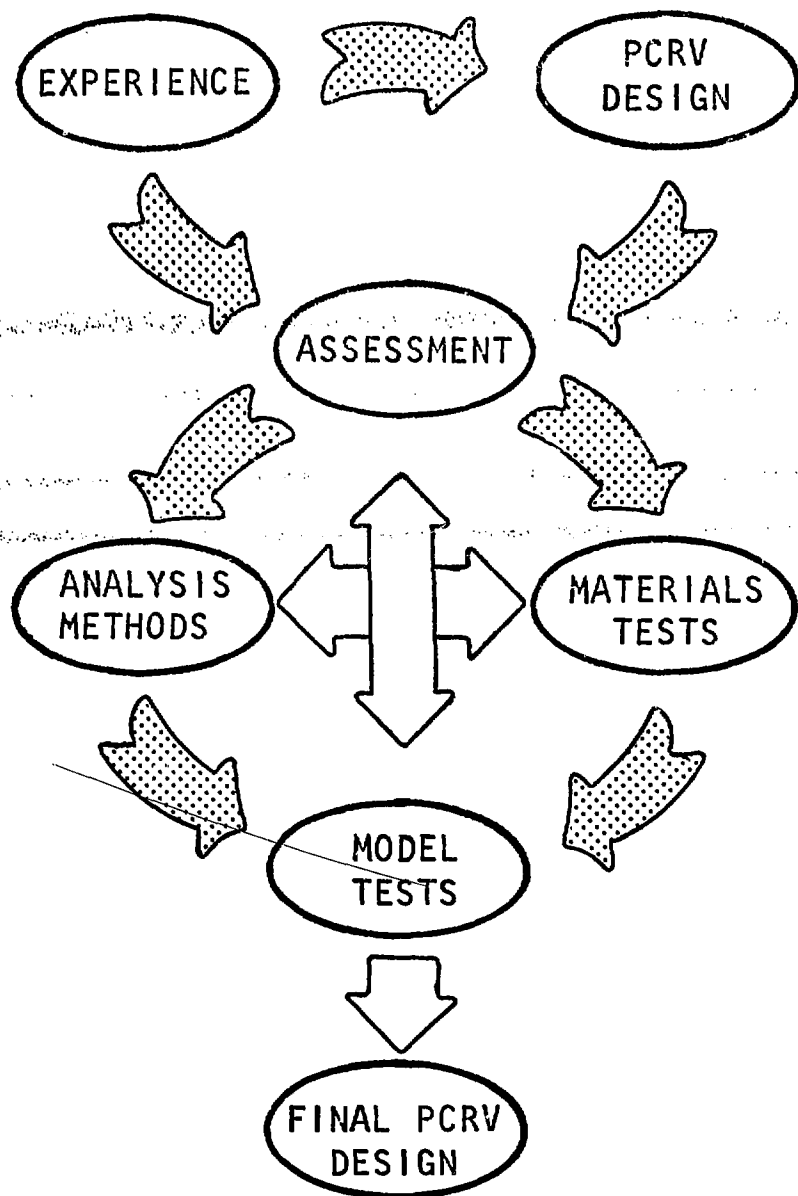 EXPERIENCE
PCRV
DESIGN
ASSESSMENT
ANALYSIS
METHODS
MATERIALS
TESTS
MODEL
TESTS
FINAL PCRV
DESIGN